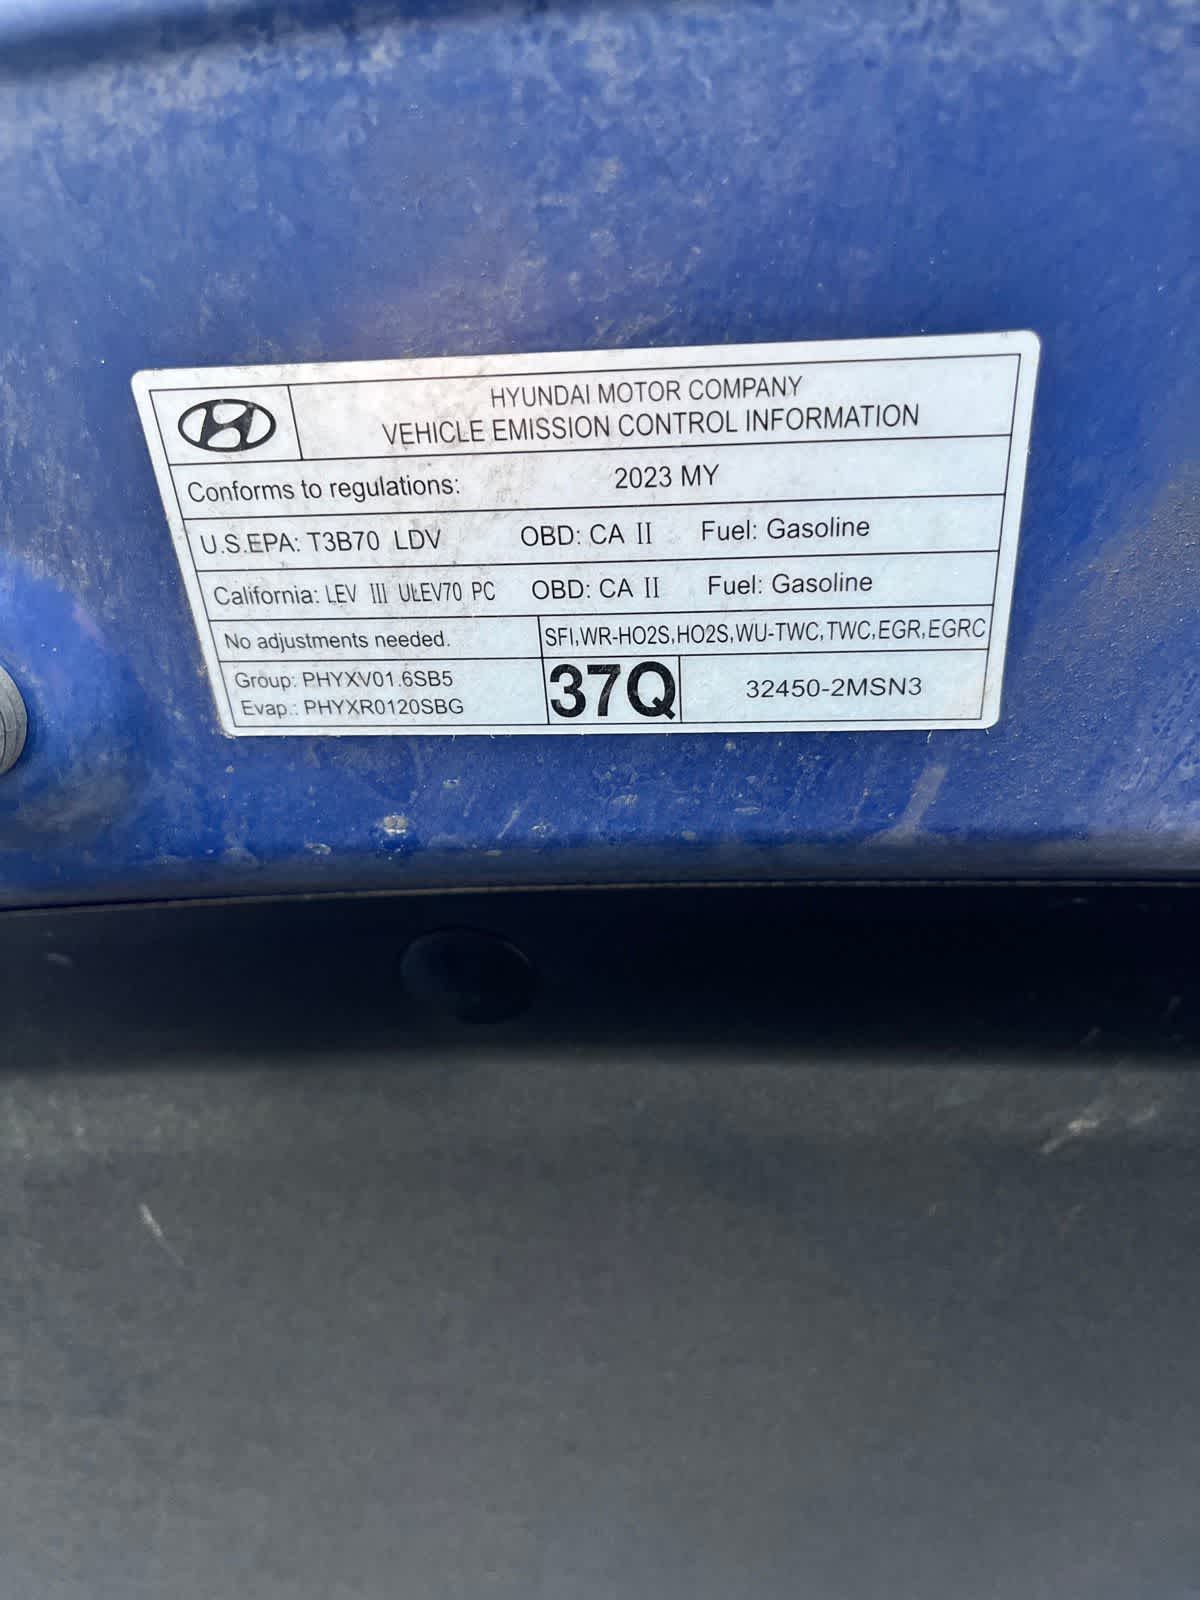 HYUNDAI MOTOR COMPANY
VEHICLE EMISSION CONTROL INFORMATION
Conforms to regulations: 2023 MY
U.S.EPA: T3B70 LDV OBD: CA II Fuel: Gasoline
California: LEV III ULEV70 PC OBD: CA II Fuel: Gasoline
No adjustments needed. SFI,WR-HO2S,HO2S,WU-TWC,TWC,EGR,EGRC
Group: PHYXV01.6SB5
Evap.: PHYXR0120SBG
37Q
32450-2MSN3